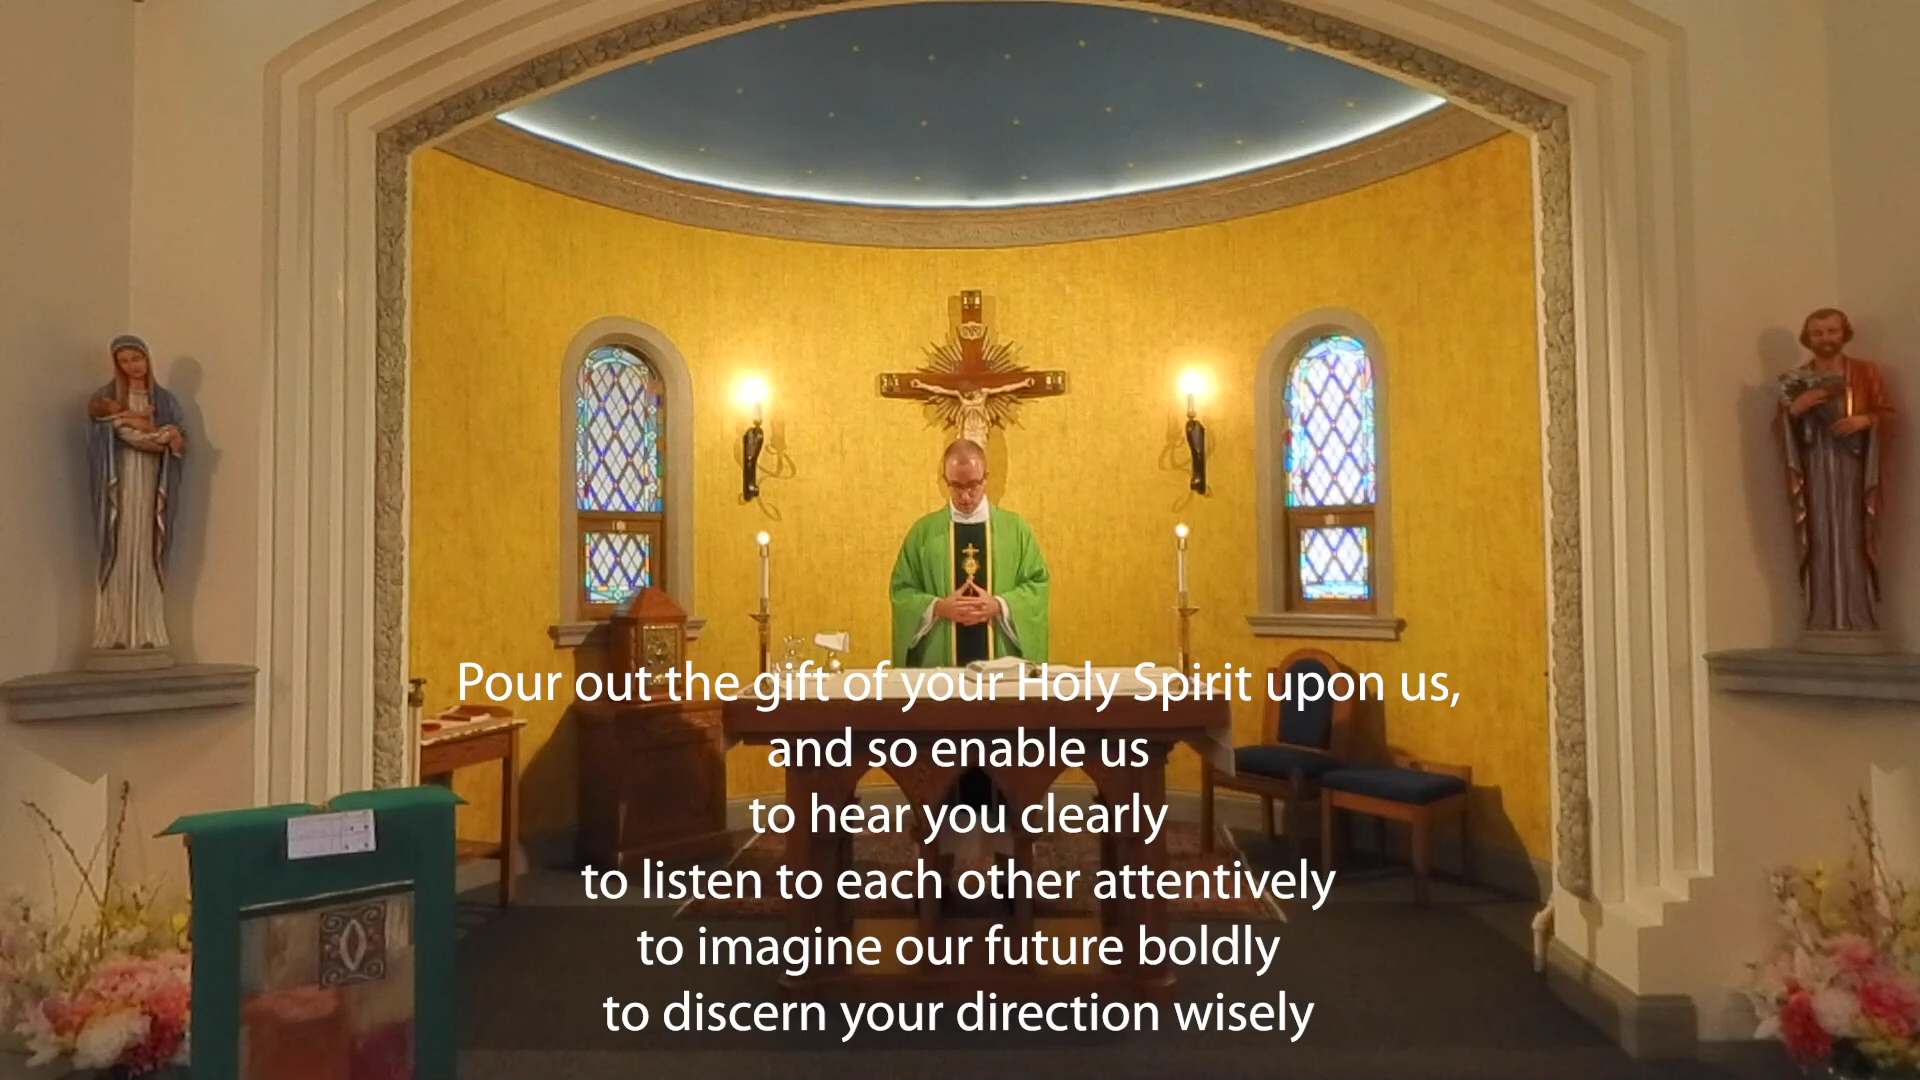 Pour out the gift of your Holy Spirit upon us,
and so enable us
to hear you clearly
to listen to each other attentively
to imagine our future boldly
to discern your direction wisely